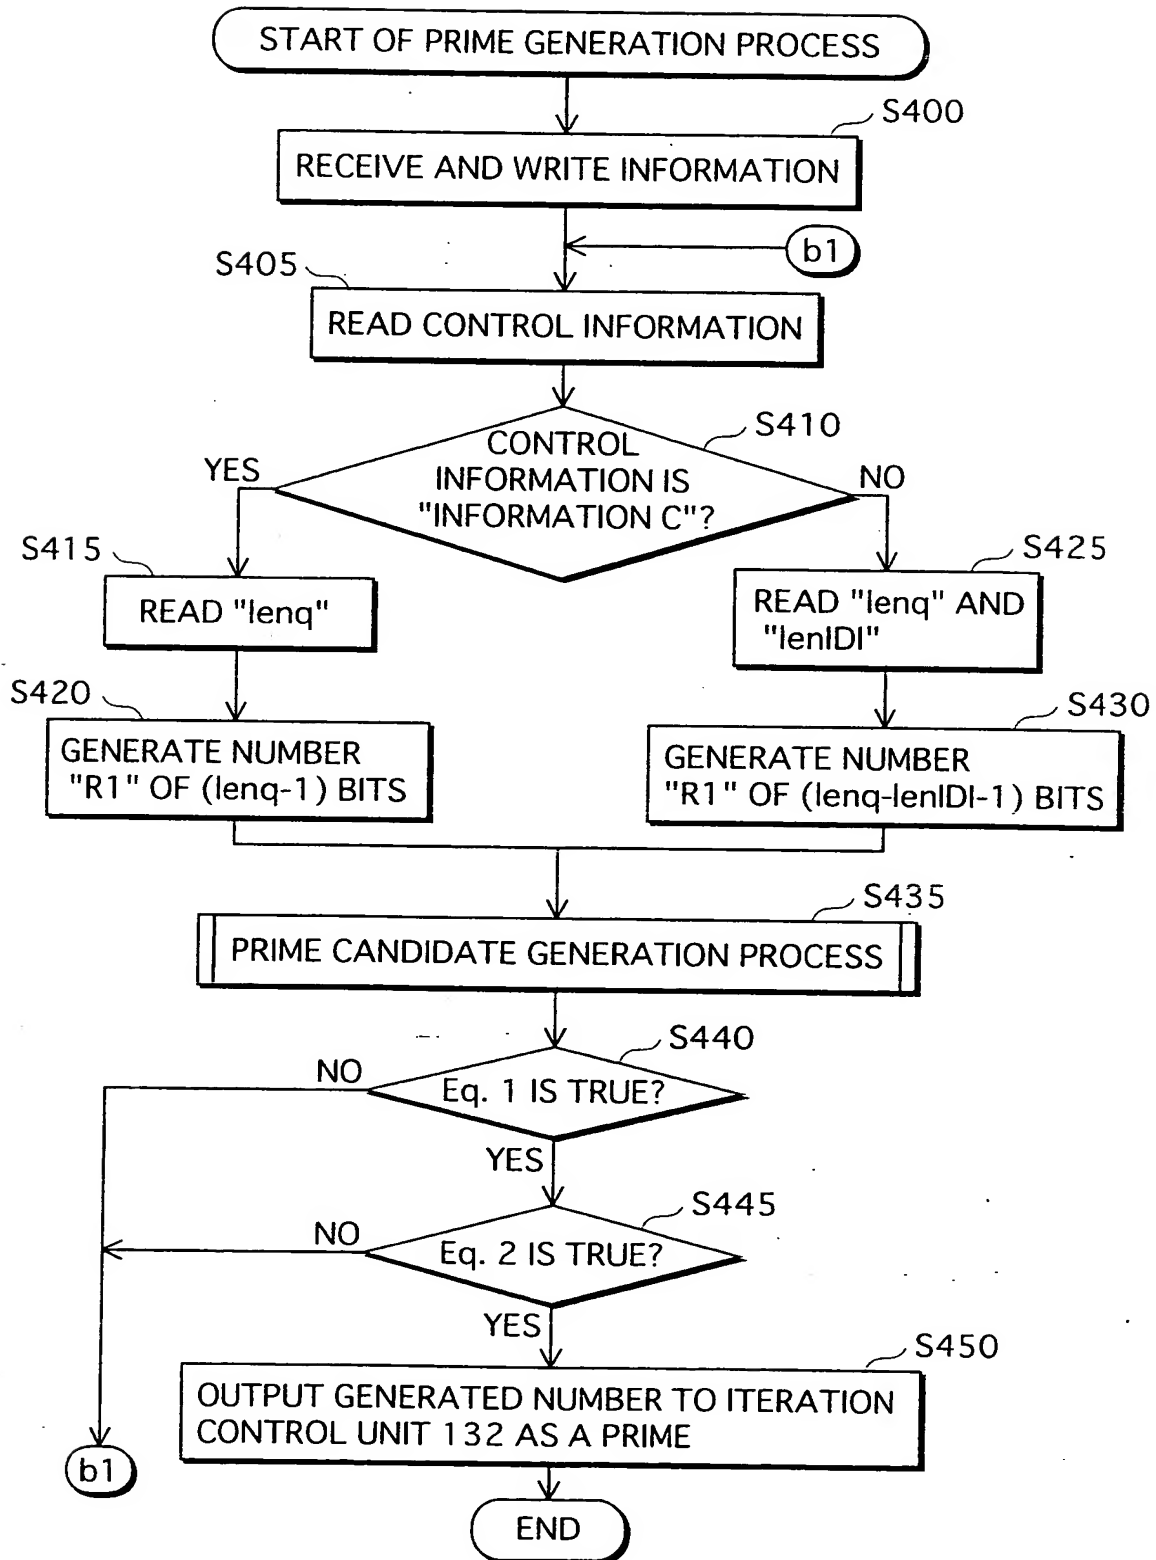 START OF PRIME GENERATION PROCESS
S400
RECEIVE AND WRITE INFORMATION
b1
S405
READ CONTROL INFORMATION
S410
CONTROL
INFORMATION IS
"INFORMATION C"?
YES
NO
S415
READ "lenq"
S425
READ "lenq" AND
"lenIDI"
S420
GENERATE NUMBER
"R1" OF (lenq-1) BITS
S430
GENERATE NUMBER
"R1" OF (lenq-lenIDI-1) BITS
S435
PRIME CANDIDATE GENERATION PROCESS
S440
NO
Eq. 1 IS TRUE?
YES
S445
NO
Eq. 2 IS TRUE?
YES
S450
OUTPUT GENERATED NUMBER TO ITERATION
CONTROL UNIT 132 AS A PRIME
b1
END